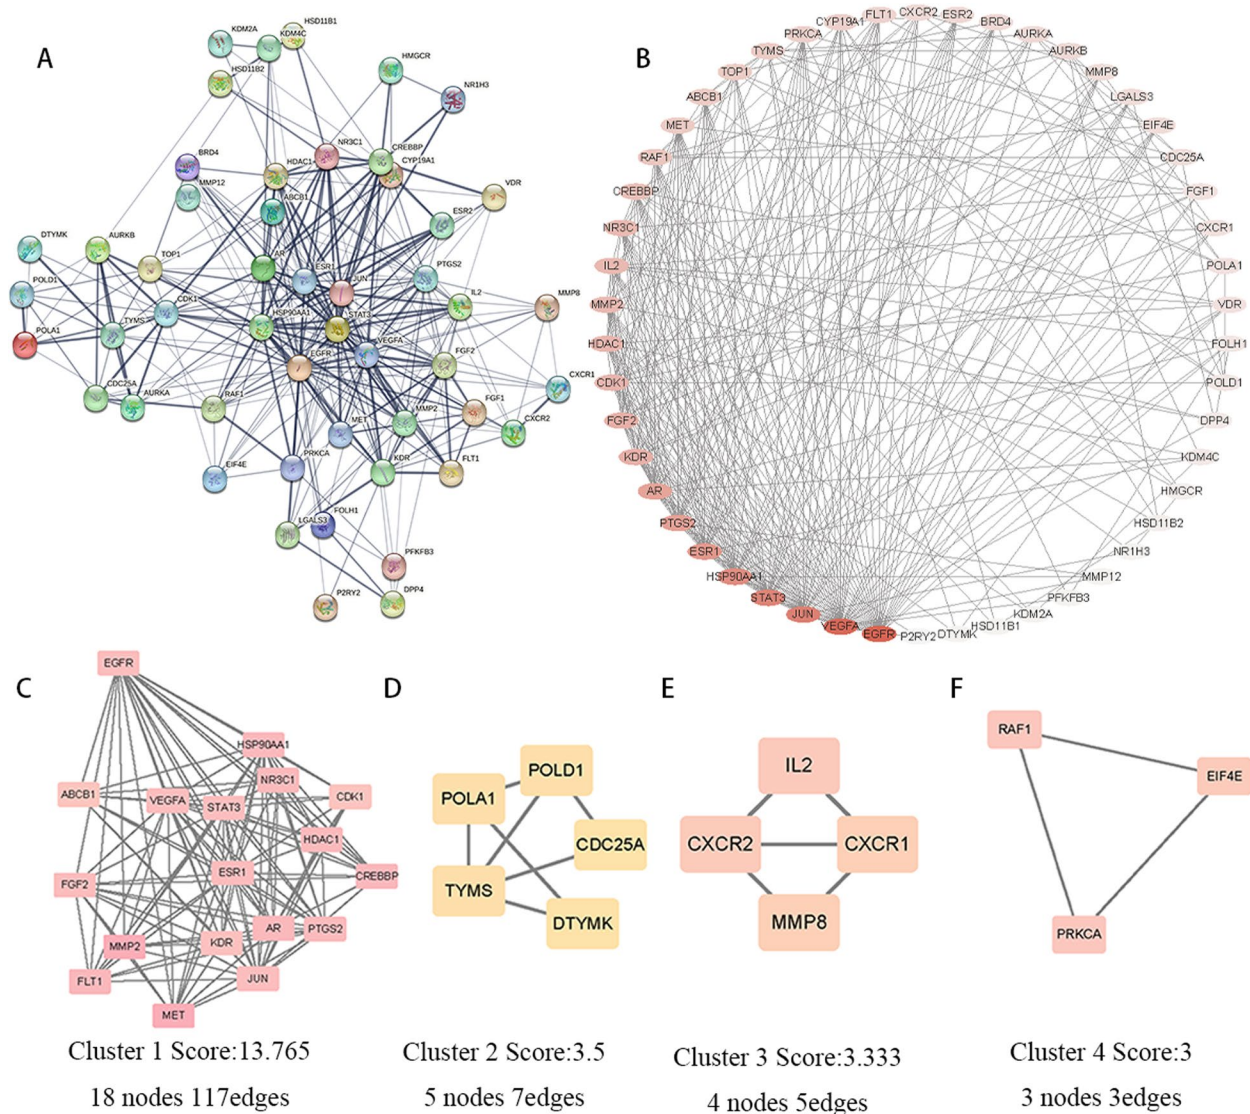 A
HSD11B1
KDM2A
KDM4C
HSD11B2
HMGCR
NR1H3
NR3C1
CREBBP
CYP19A1
BRD4
HDAC1
MMP12
ABCB1
VDR
ESR2
DTYMK
AURKB
TOP1
AR
ESR1
JUN
PTGS2
POLD1
CDK1
IL2
MMP8
POLA1
TYMS
HSP90AA1
STAT3
VEGFA
EGFR
FGF2
CDC25A
AURKA
RAF1
CXCR1
FGF1
CXCR2
MET
MMP2
EIF4E
PRKCA
KDR
FLT1
LGALS3
FOLH1
PFKFB3
P2RY2
DPP4
B
FLT1
CXCR2
ESR2
BRD4
AURKA
AURKB
MMP8
LGALS3
EIF4E
CDC25A
FGF1
CXCR1
POLA1
VDR
FOLH1
POLD1
DPP4
KDM4C
HMGCR
HSD11B2
NR1H3
MMP12
PFKFB3
KDM2A
HSD11B1
DTYMK
P2RY2
EGFR
VEGFA
JUN
STAT3
HSP90AA1
ESR1
PTGS2
AR
KDR
FGF2
CDK1
HDAC1
MMP2
IL2
NR3C1
CREBBP
RAF1
MET
ABCB1
TOP1
TYMS
PRKCA
CYP19A1
C
EGFR
HSP90AA1
NR3C1
ABCB1
VEGFA
STAT3
CDK1
HDAC1
ESR1
CREBBP
FGF2
AR
PTGS2
MMP2
KDR
FLT1
JUN
MET
Cluster 1 Score:13.765
18 nodes 117edges
D
POLD1
POLA1
CDC25A
TYMS
DTYMK
Cluster 2 Score:3.5
5 nodes 7edges
E
IL2
CXCR2
CXCR1
MMP8
Cluster 3 Score:3.333
4 nodes 5edges
F
RAF1
EIF4E
PRKCA
Cluster 4 Score:3
3 nodes 3edges